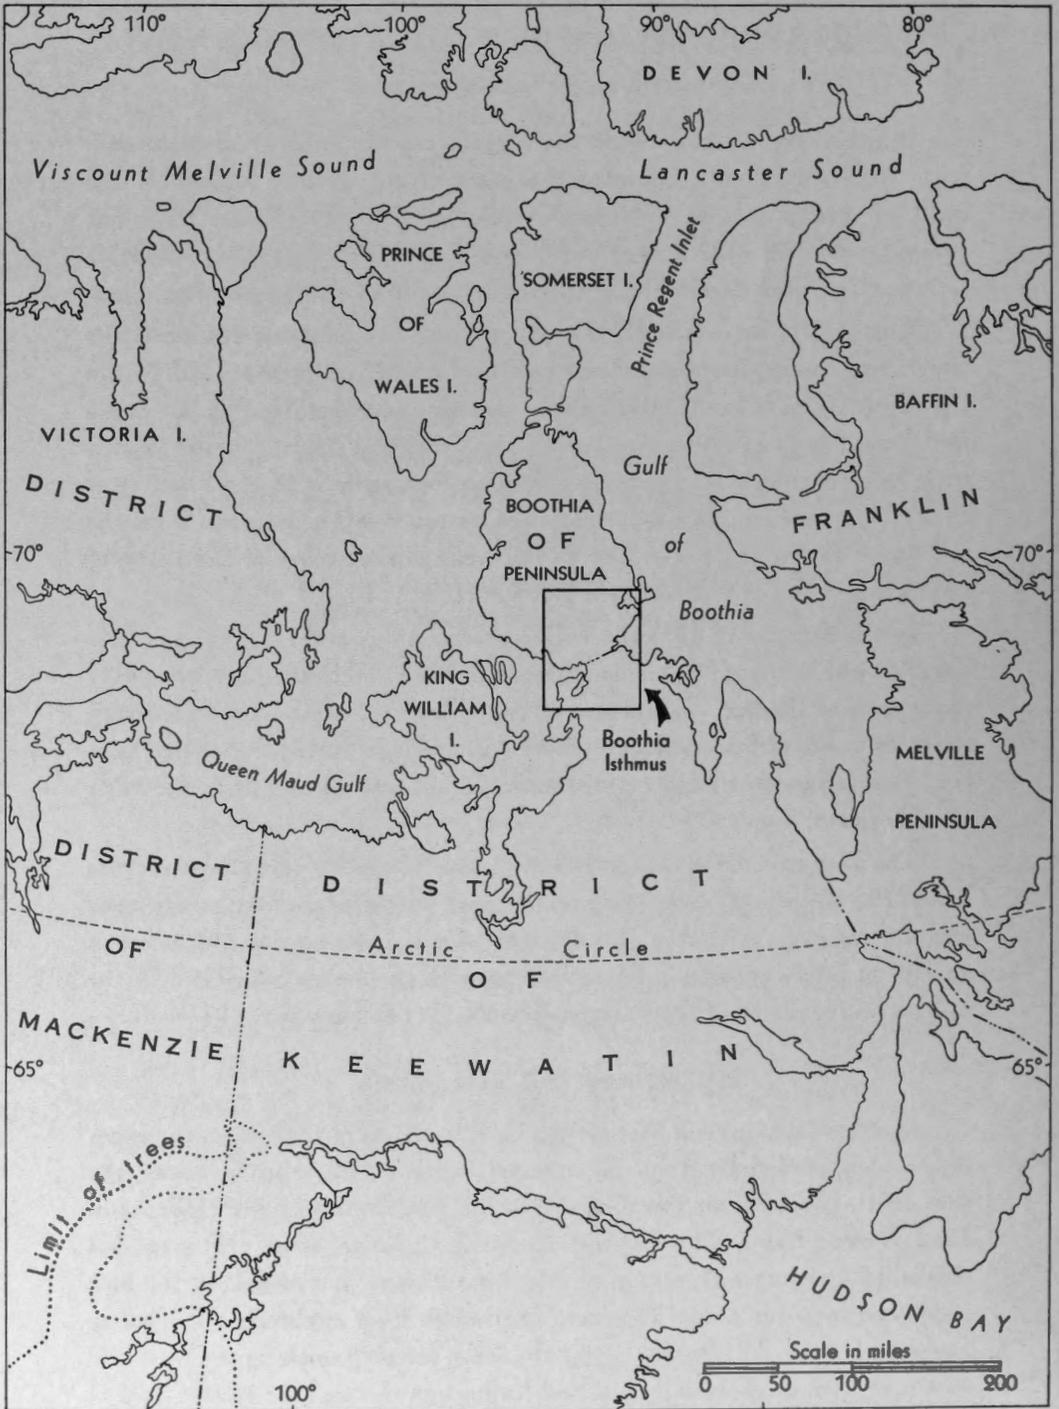 110° 100° 90° 80°
DEVON I.
Viscount Melville Sound
Lancaster Sound
PRINCE
OF
WALES I.
SOMERSET I.
Prince Regent Inlet
BAFFIN I.
VICTORIA I.
DISTRICT
Gulf
of
Boothia
BOOTHIA
OF
PENINSULA
FRANKLIN
70° 70°
KING
WILLIAM
I.
Boothia
Isthmus
Queen Maud Gulf
MELVILLE
PENINSULA
DISTRICT
OF
MACKENZIE
DISTRICT
Arctic Circle
OF
KEEWATIN
65° 65°
Limit of trees
HUDSON BAY
Scale in miles
0 50 100 200
100°